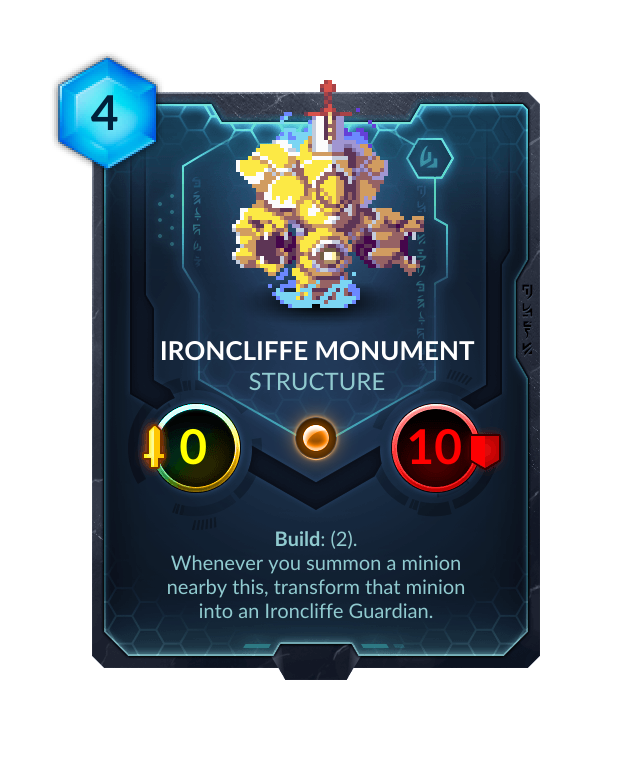 4
IRONCLIFFE MONUMENT
STRUCTURE
0
10
Build: (2).
Whenever you summon a minion
nearby this, transform that minion
into an Ironcliffe Guardian.